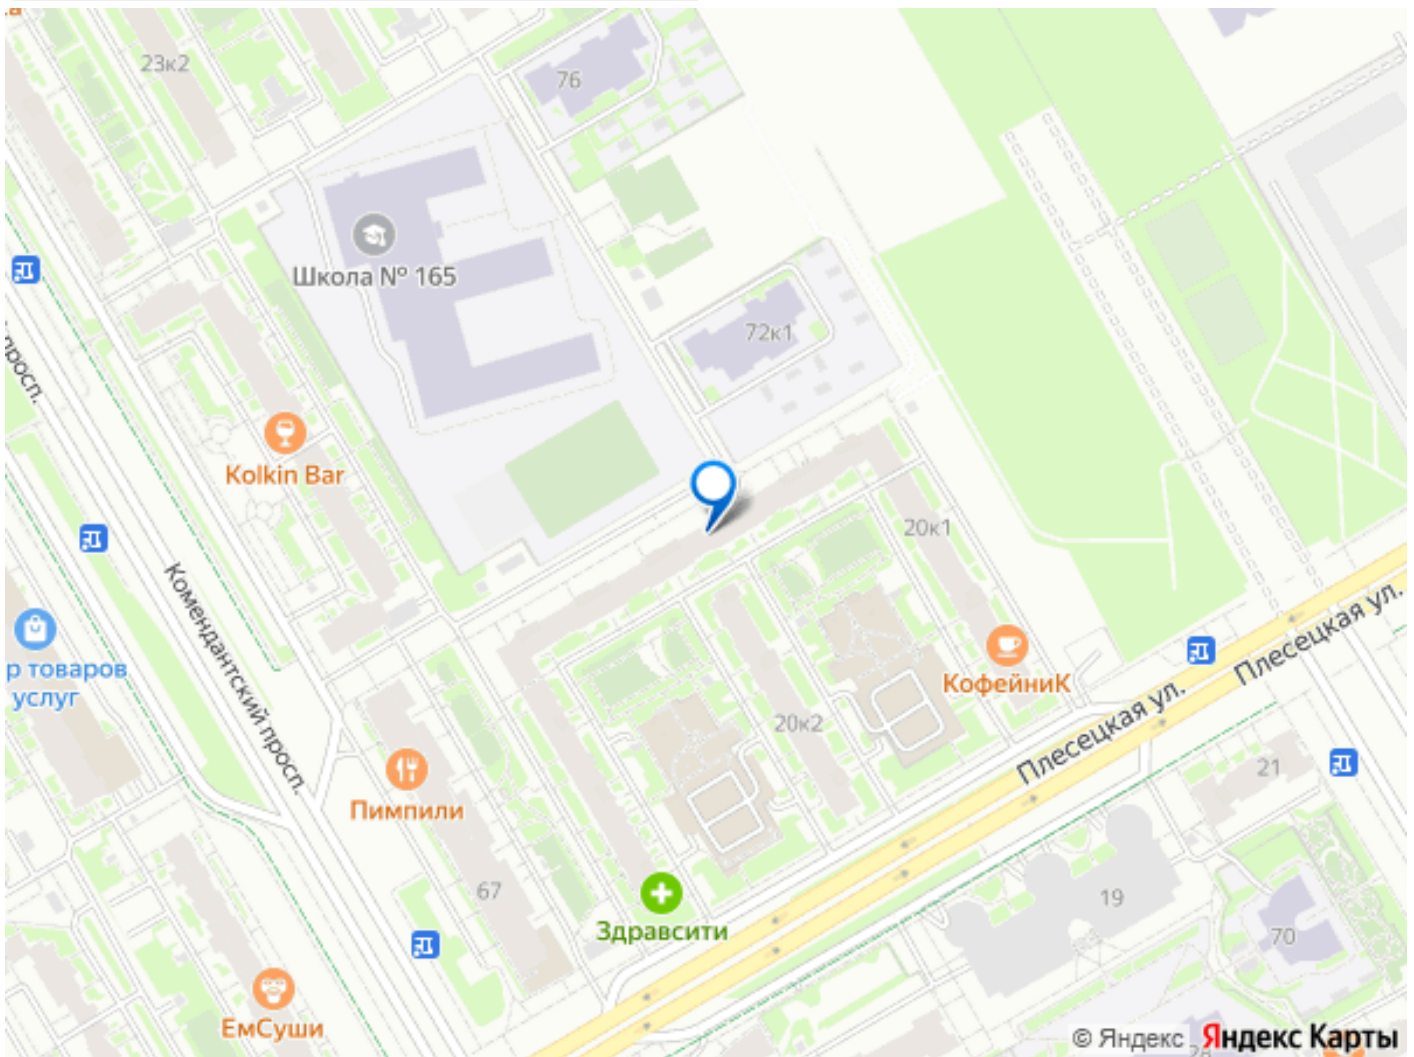 23к2
76
Школа № 165
72к1
просп.
Kolkin Bar
20к1
Комендантский просп.
р товаров
услуг
КофейниК
Плесецкая ул.
Плесецкая ул.
20к2
21
Пимпили
67
19
Здравсити
70
ЕмСуши
© Яндекс
Яндекс Карты